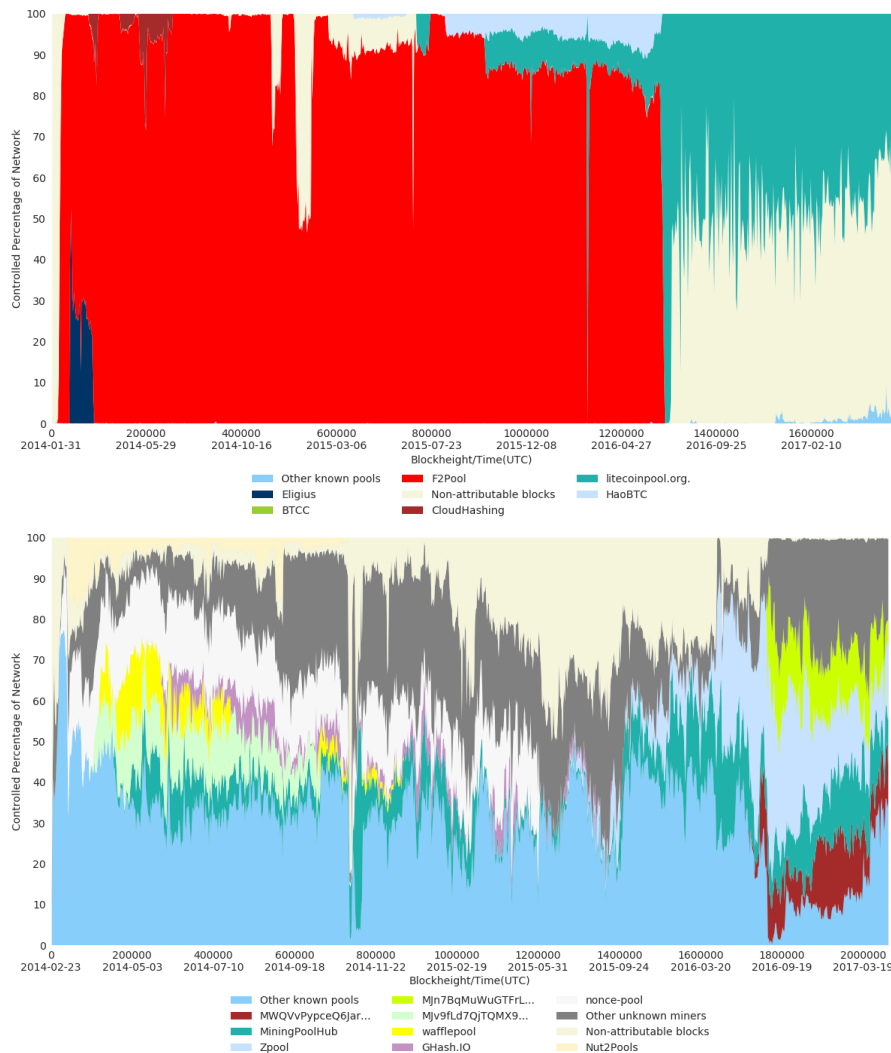 Controlled Percentage of Network
100
90
80
70
60
50
40
30
20
10
0
0 200000 400000 600000 800000 1000000 1200000 1400000 1600000
2014-01-31 2014-05-29 2014-10-16 2015-03-06 2015-07-23 2015-12-08 2016-04-27 2016-09-25 2017-02-10
Blockheight/Time(UTC)
Other known pools F2Pool litecoinpool.org.
Eligius Non-attributable blocks HaoBTC
BTCC CloudHashing
Controlled Percentage of Network
100
90
80
70
60
50
40
30
20
10
0
0 200000 400000 600000 800000 1000000 1200000 1400000 1600000 1800000 2000000
2014-02-23 2014-05-03 2014-07-10 2014-09-18 2014-11-22 2015-02-19 2015-05-31 2015-09-24 2016-03-20 2016-09-19 2017-03-19
Blockheight/Time(UTC)
Other known pools MJn7BqMuWuGTFrL... nonce-pool
MWQVvPypceQ6Jar... MJv9fLd7QjTQMX9... Other unknown miners
MiningPoolHub wafflepool Non-attributable blocks
Zpool GHash.IO Nut2Pools